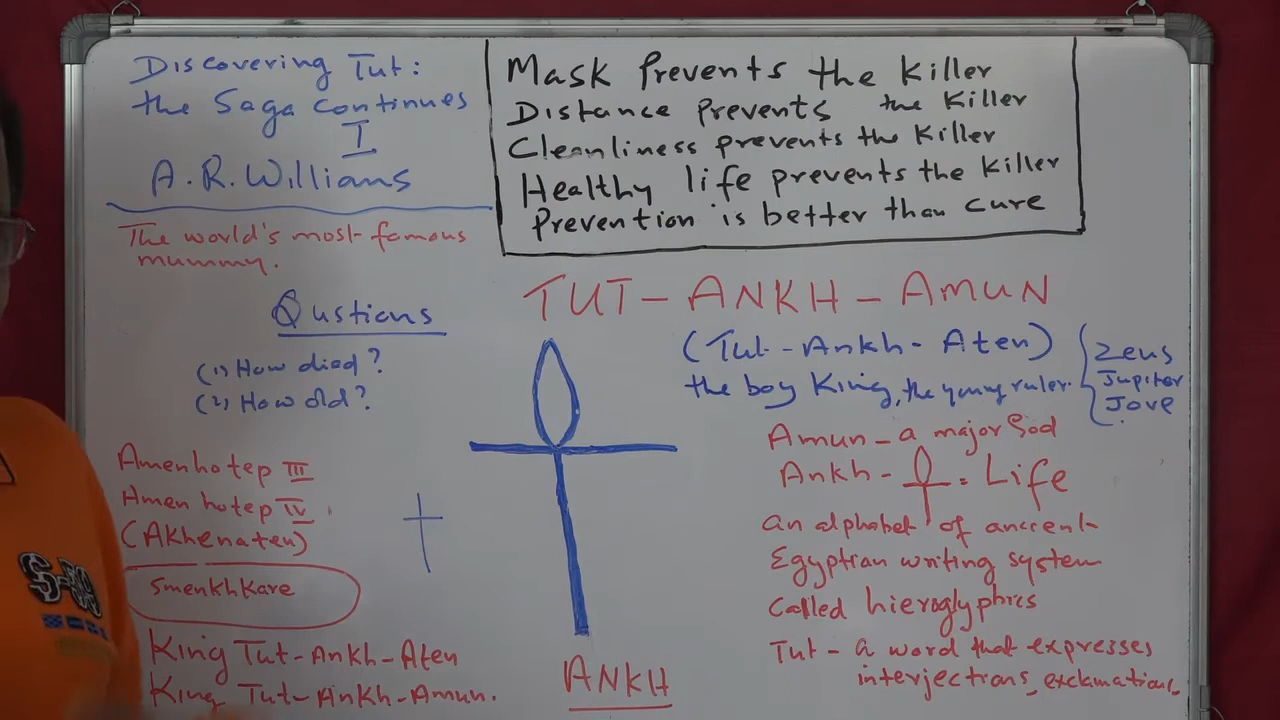 Discovering Tut:
the Saga continues
I
A.R. Willians
The world's most famous
mummy.
Mask Prevents the Killer
Distance prevents the Killer
Cleanliness prevents the Killer
Healthy life prevents the Killer
Prevention is better than cure
Qustions
(1) How died?
(2) How old?
Amenhotep III
Amen hotep IV
(Akhenaten)
Smenkhkare
King Tut-Ankh-Aten
King Tut-Ankh-Amun.
ANKH
TUT-ANKH-AMUN
(Tut-Ankh-Aten)
the boy King, the young ruler.
Zeus
Jupiter
Jove
Amun - a major God
Ankh - = Life
an alphabet of ancient
Egyptian writing system
Called hieroglyphics
Tut - a word that expresses
interjections, exclamations